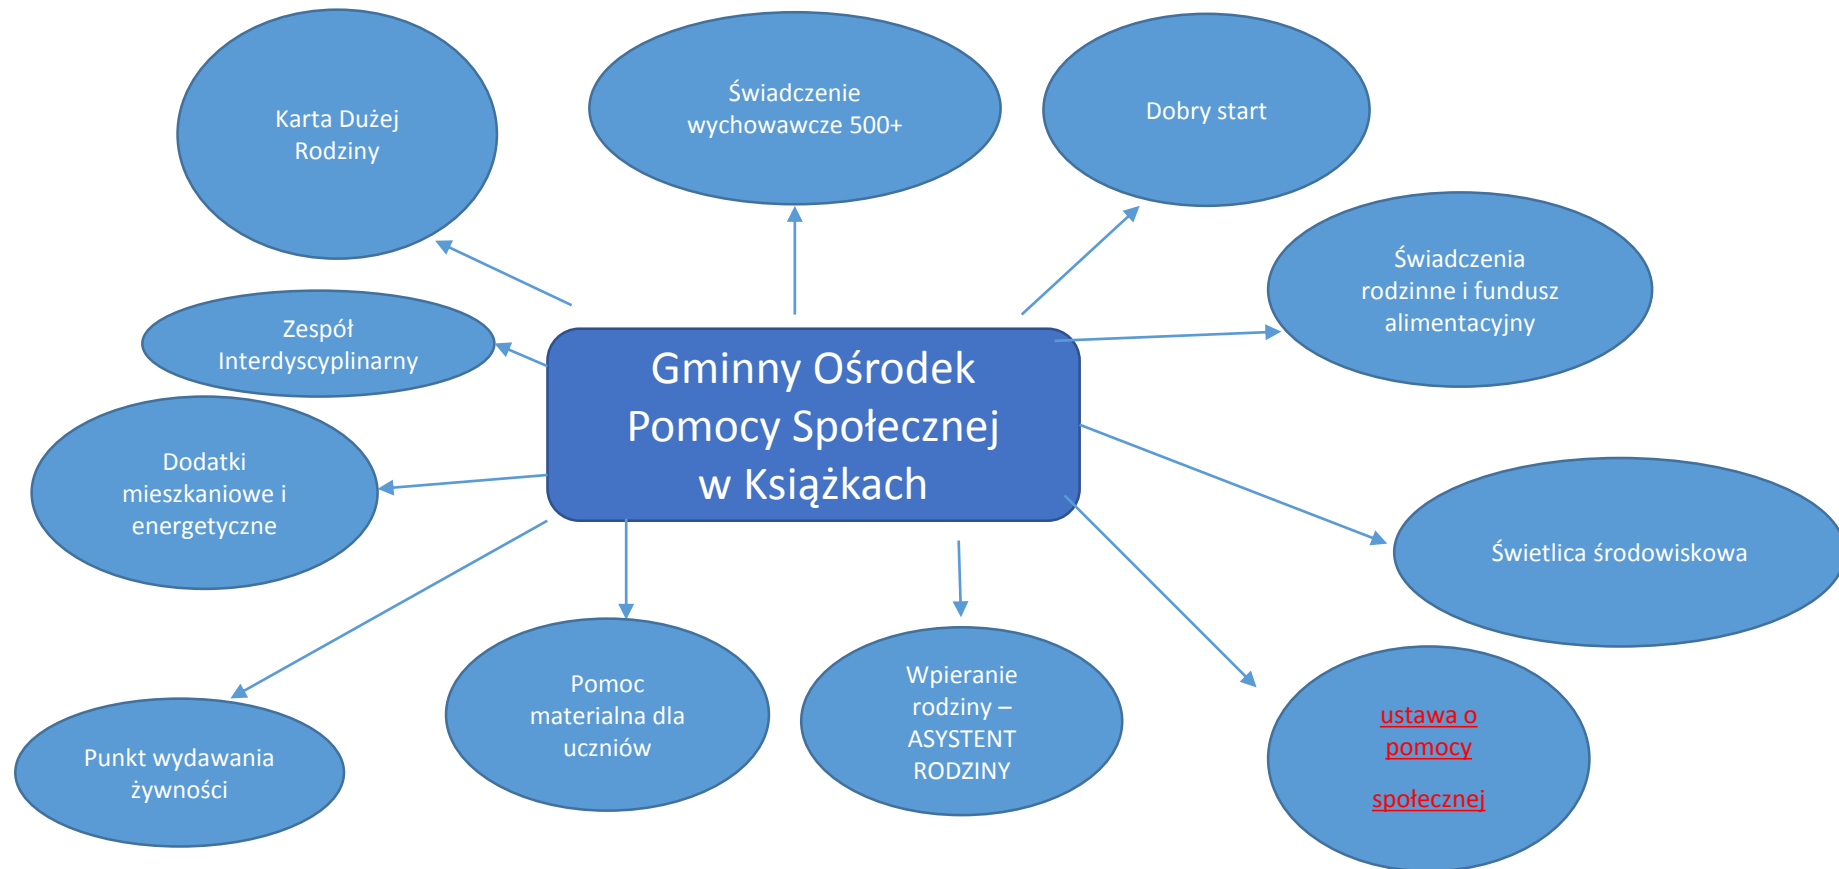 Karta Dużej
Rodziny
Świadczenie
wychowawcze 500+
Dobry start
Świadczenia
rodzinne i fundusz
alimentacyjny
Zespół
Interdyscyplinarny
Gminny Ośrodek
Pomocy Społecznej
w Książkach
Dodatki
mieszkaniowe i
energetyczne
Świetlica środowiskowa
Punkt wydawania
żywności
Pomoc
materialna dla
uczniów
Wpieranie
rodziny –
ASYSTENT
RODZINY
ustawa o
pomocy
społecznej